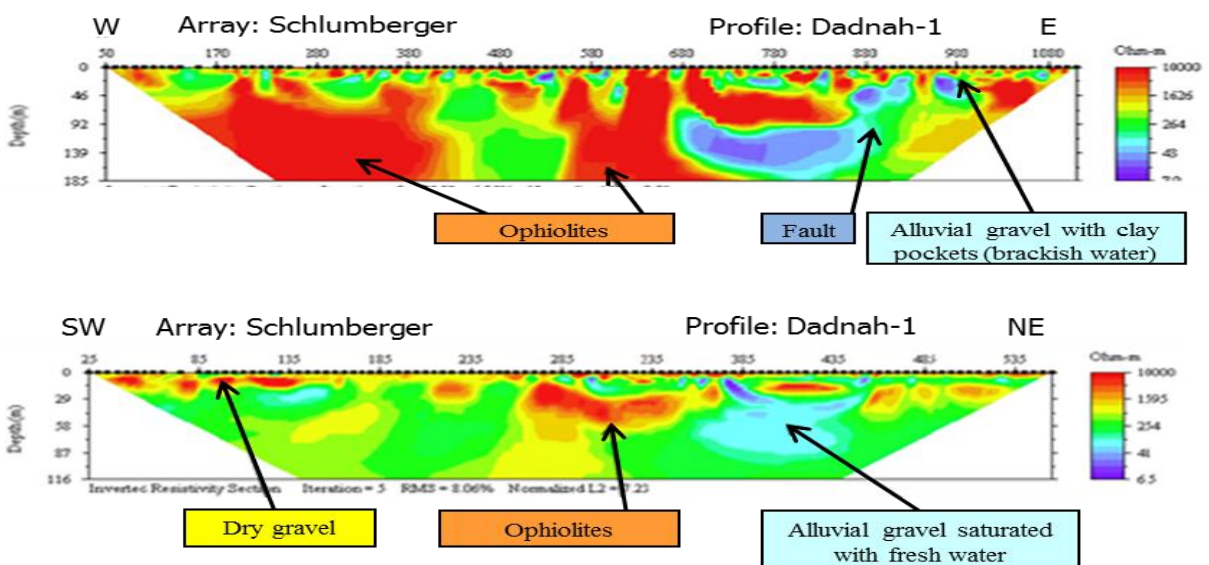 W Array: Schlumberger Profile: Dadnah-1 E
50 170 280 380 480 580 680 780 880 980 1080
Ohm-m
0
46
92
139
185
Depth(m)
10000
1626
264
43
Ophiolites
Fault
Alluvial gravel with clay
pockets (brackish water)
SW Array: Schlumberger Profile: Dadnah-1 NE
25 85 135 185 235 285 335 385 435 485 535
Ohm-m
0
29
58
87
116
Depth(m)
10000
1595
254
41
6.5
Inverted Resistivity Section Iteration = 5 RMS = 8.06% Normalized L2 =
Dry gravel
Ophiolites
Alluvial gravel saturated
with fresh water